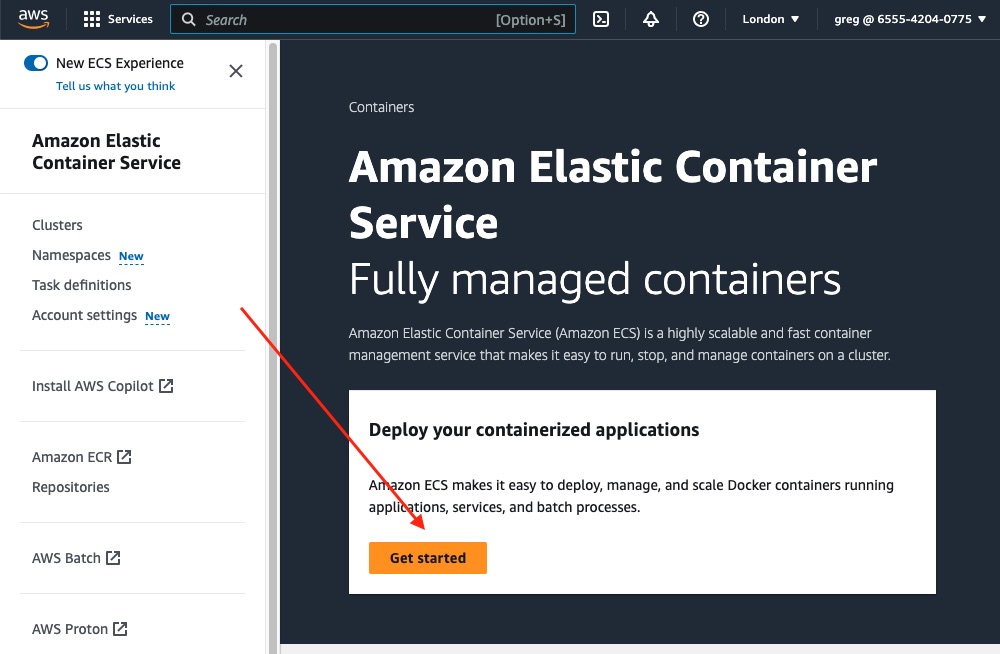 aws
Services
Search
[Option+S]
London
greg @ 6555-4204-0775
New ECS Experience
Tell us what you think
Amazon Elastic
Container Service
Clusters
Namespaces New
Task definitions
Account settings New
Install AWS Copilot
Amazon ECR
Repositories
AWS Batch
AWS Proton
Containers
Amazon Elastic Container
Service
Fully managed containers
Amazon Elastic Container Service (Amazon ECS) is a highly scalable and fast container
management service that makes it easy to run, stop, and manage containers on a cluster.
Deploy your containerized applications
Amazon ECS makes it easy to deploy, manage, and scale Docker containers running
applications, services, and batch processes.
Get started